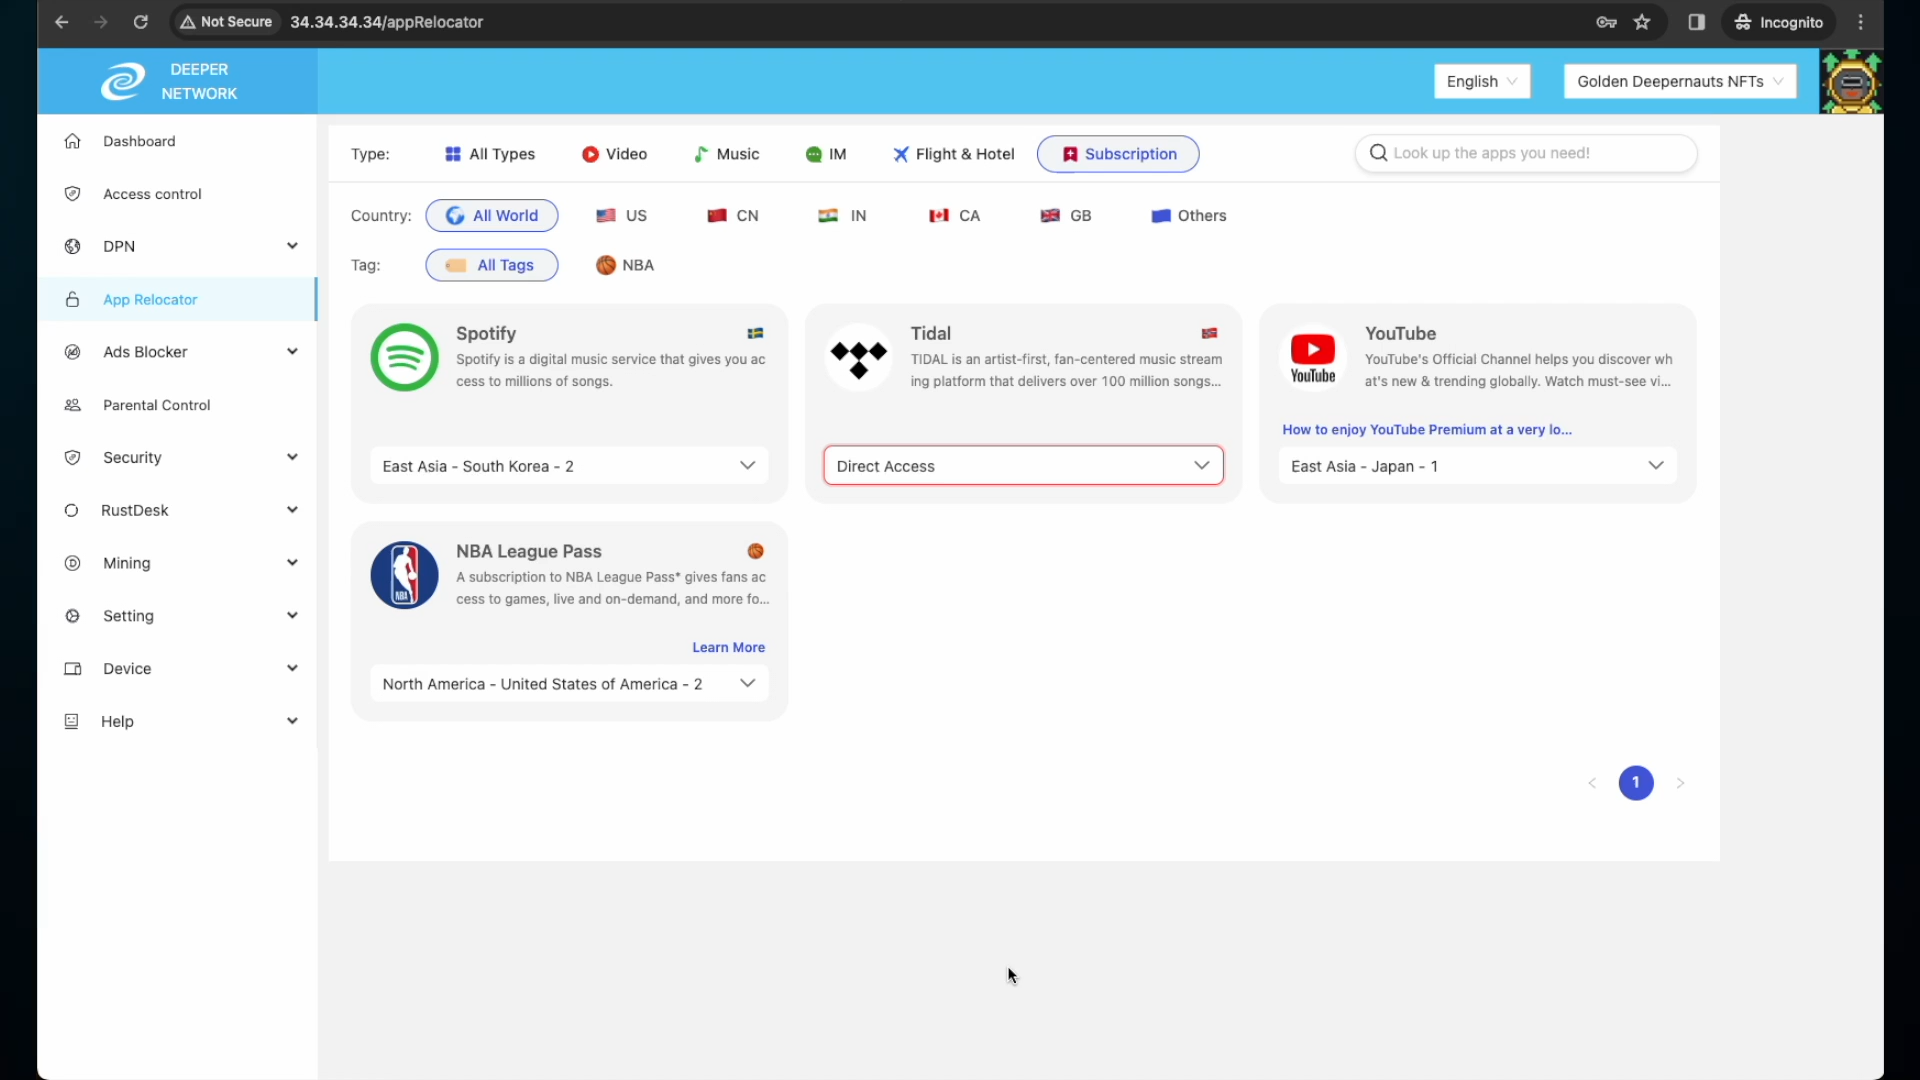 Not Secure 34.34.34.34/appRelocator Incognito
DEEPER
NETWORK
English Golden Deepernauts NFTs
Dashboard
Access control
DPN
App Relocator
Ads Blocker
Parental Control
Security
RustDesk
Mining
Setting
Device
Help
Type: All Types Video Music IM Flight & Hotel Subscription Look up the apps you need!
Country: All World US CN IN CA GB Others
Tag: All Tags NBA
Spotify
Spotify is a digital music service that gives you ac
cess to millions of songs.
East Asia - South Korea - 2
Tidal
TIDAL is an artist-first, fan-centered music stream
ing platform that delivers over 100 million songs...
Direct Access
YouTube
YouTube
YouTube's Official Channel helps you discover wh
at's new & trending globally. Watch must-see vi...
How to enjoy YouTube Premium at a very lo...
East Asia - Japan - 1
NBA
NBA League Pass
A subscription to NBA League Pass* gives fans ac
cess to games, live and on-demand, and more fo...
Learn More
North America - United States of America - 2
< 1 >